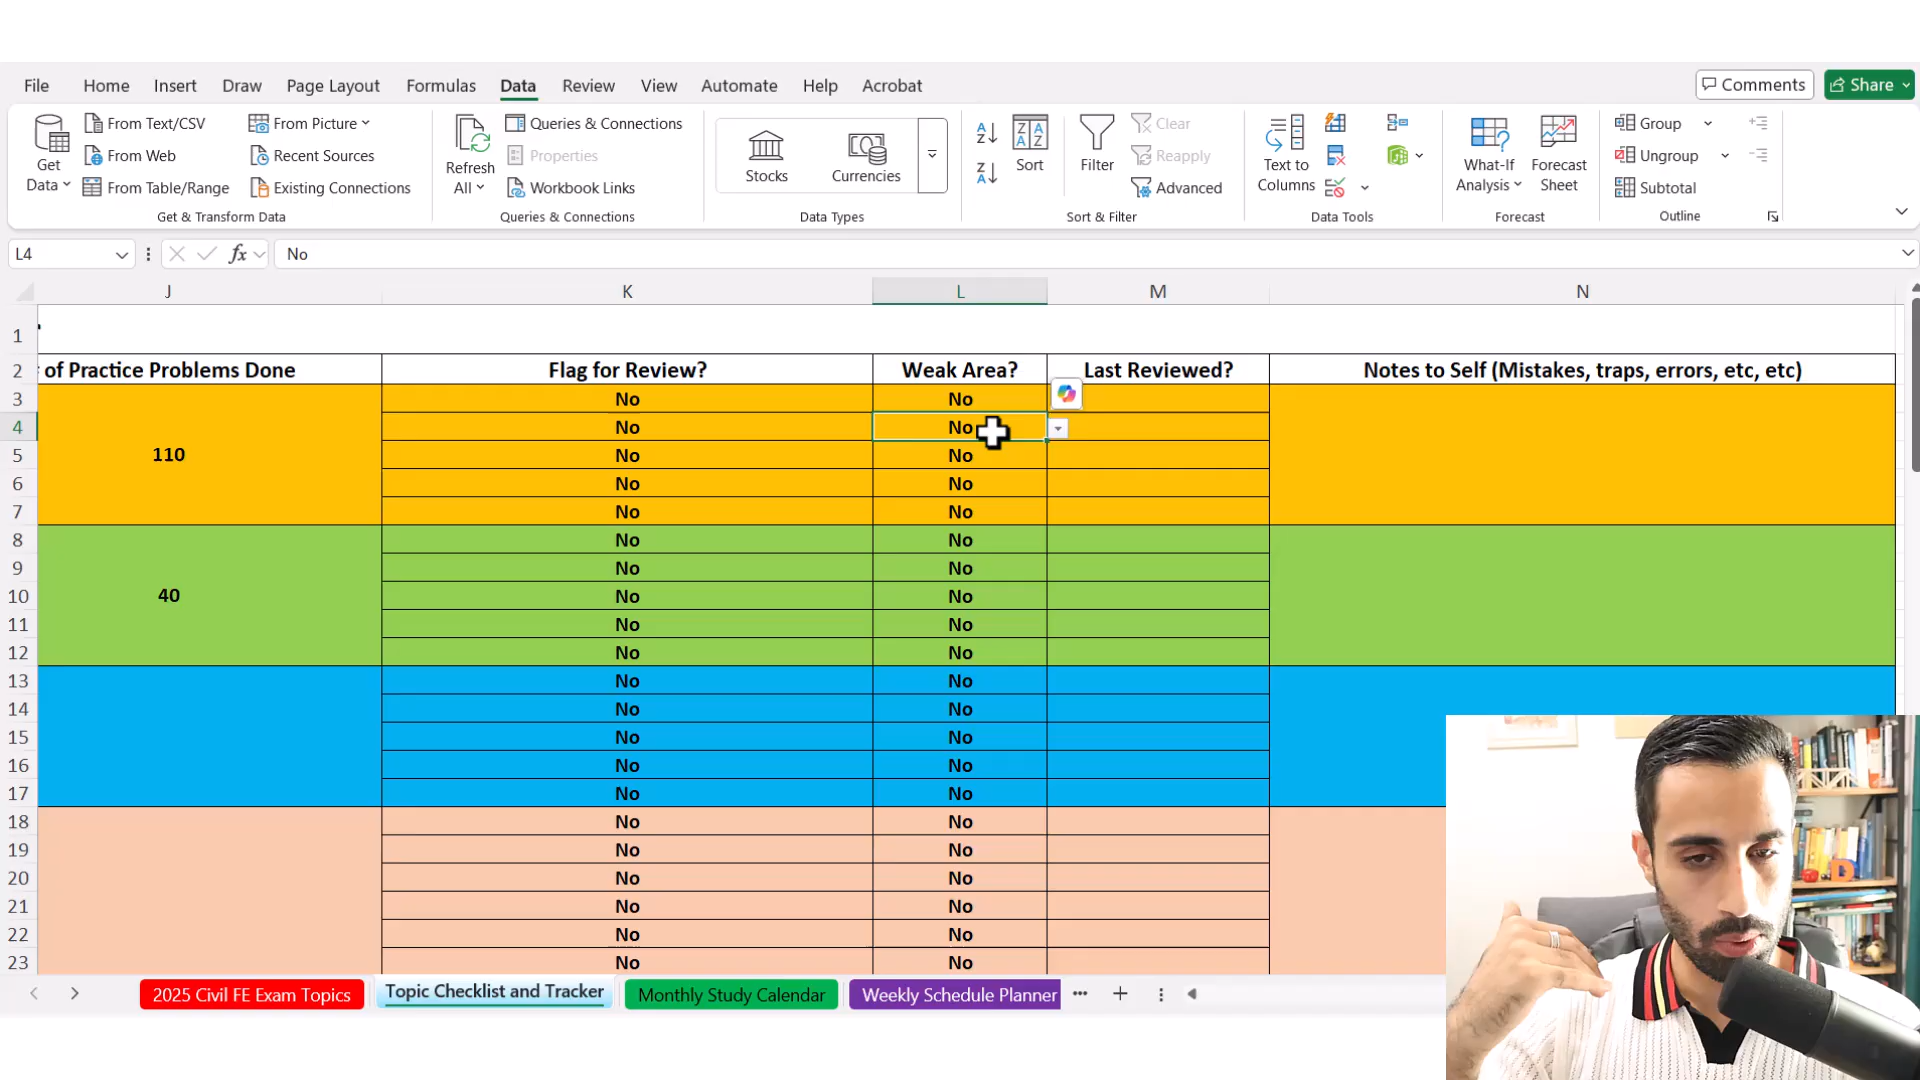 File Home Insert Draw Page Layout Formulas Data Review View Automate Help Acrobat Comments Share
Get Data
From Text/CSV
From Web
From Table/Range
From Picture
Recent Sources
Existing Connections
Get & Transform Data
Refresh All
Queries & Connections
Properties
Workbook Links
Queries & Connections
Stocks
Currencies
Data Types
Sort
Filter
Clear
Reapply
Advanced
Sort & Filter
Text to Columns
Data Tools
What-If Analysis
Forecast Sheet
Forecast
Group
Ungroup
Subtotal
Outline
L4 fx No
J K L M N
1
2 of Practice Problems Done Flag for Review? Weak Area? Last Reviewed? Notes to Self (Mistakes, traps, errors, etc, etc)
3 No No
4 No No
5 110 No No
6 No No
7 No No
8 No No
9 No No
10 40 No No
11 No No
12 No No
13 No No
14 No No
15 No No
16 No No
17 No No
18 No No
19 No No
20 No No
21 No No
22 No No
23 No No
2025 Civil FE Exam Topics Topic Checklist and Tracker Monthly Study Calendar Weekly Schedule Planner